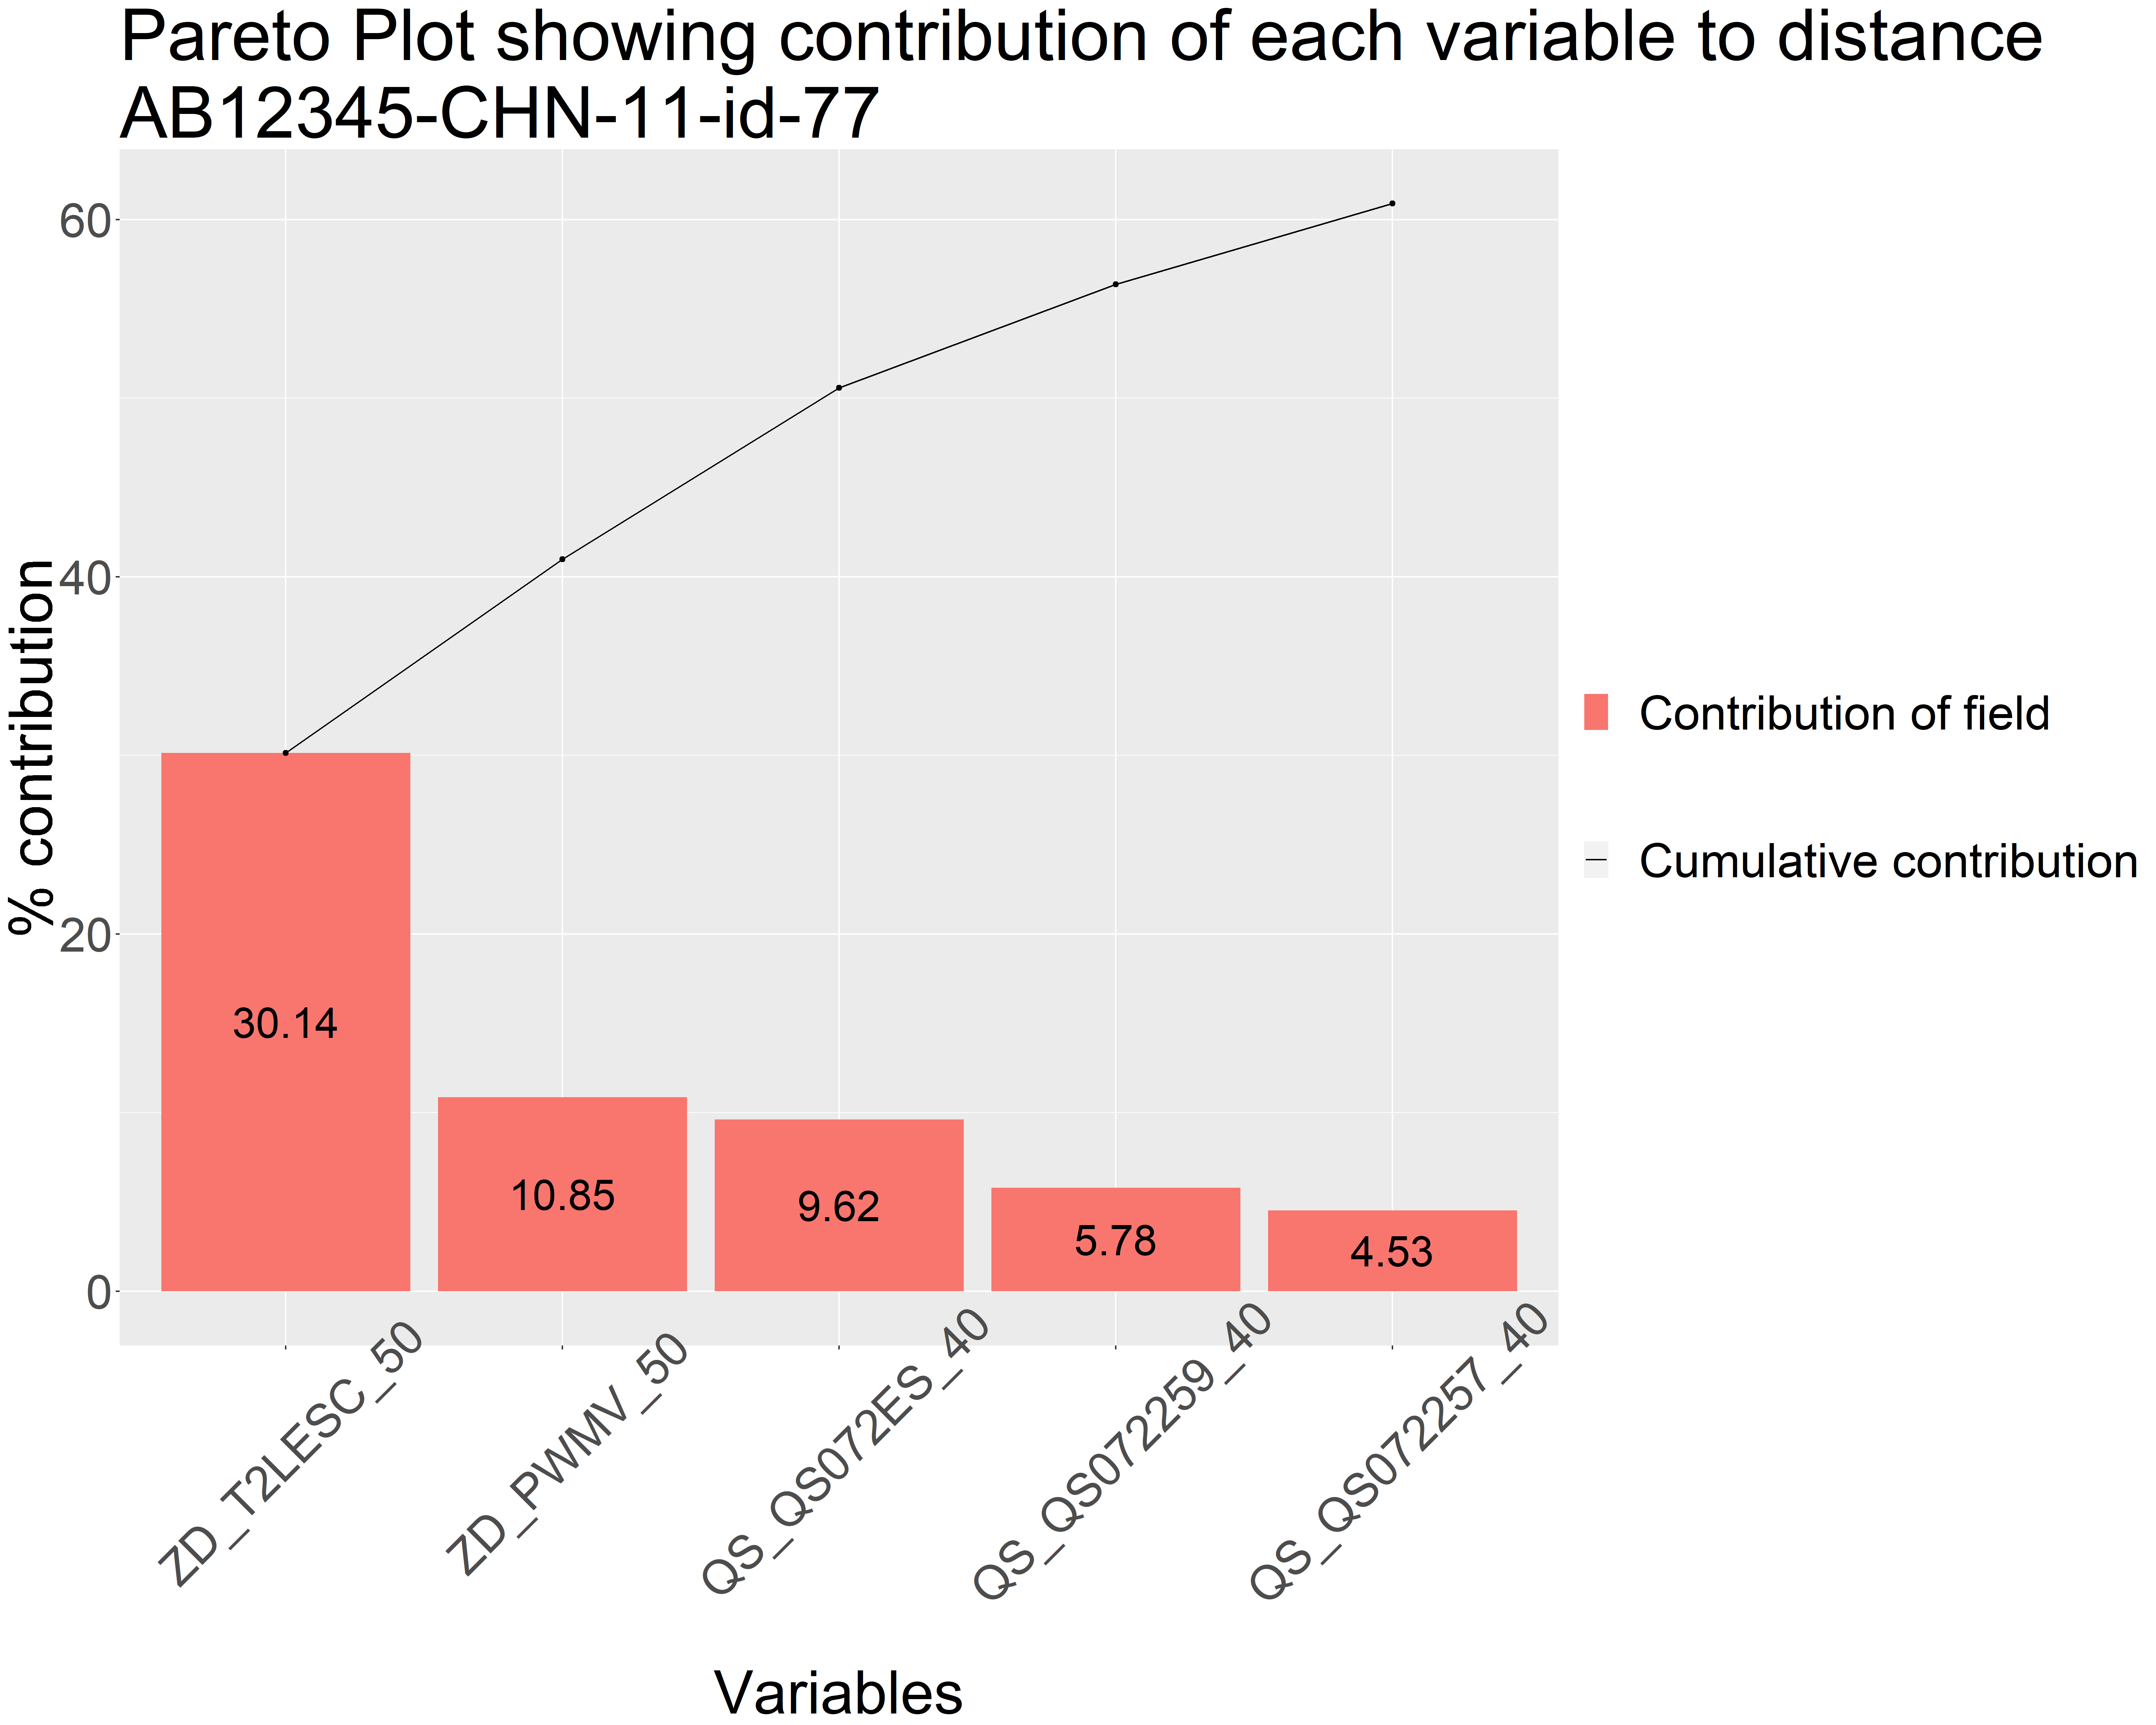 Pareto Plot showing contribution of each variable to distance
AB12345-CHN-11-id-77
% contribution
60
40
20
0
30.14
10.85
9.62
5.78
4.53
ZD_T2LESC_50
ZD_PWMV_50
QS_QS072ES_40
QS_QS072259_40
QS_QS072257_40
Variables
Contribution of field
Cumulative contribution